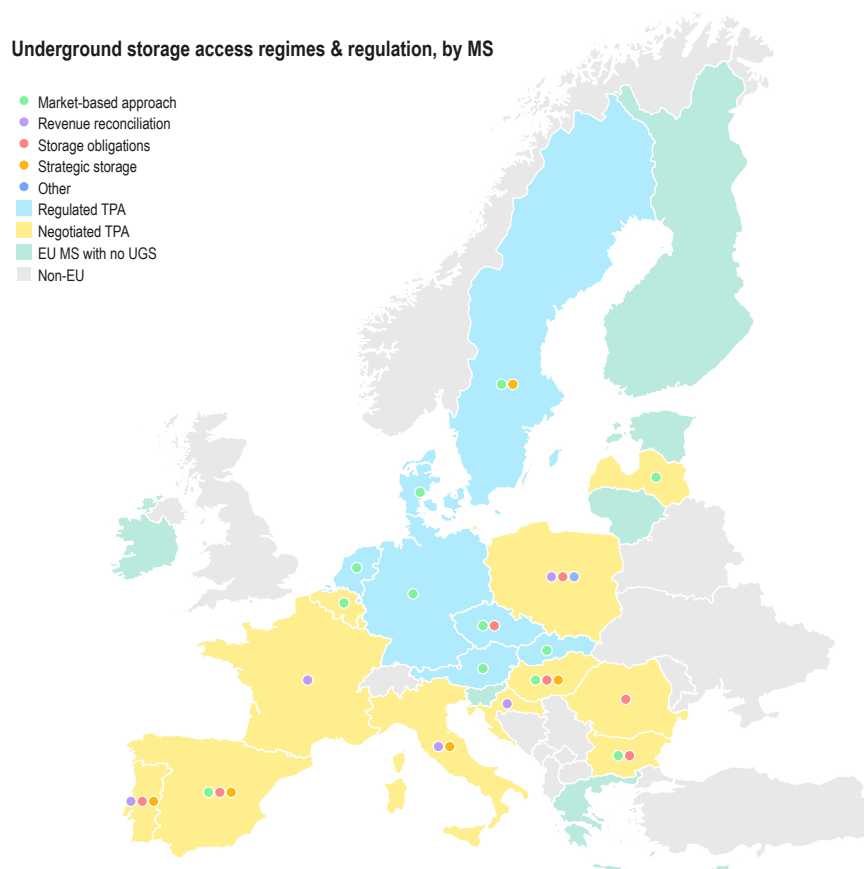 Underground storage access regimes & regulation, by MS
Market-based approach
Revenue reconciliation
Storage obligations
Strategic storage
Other
Regulated TPA
Negotiated TPA
EU MS with no UGS
Non-EU